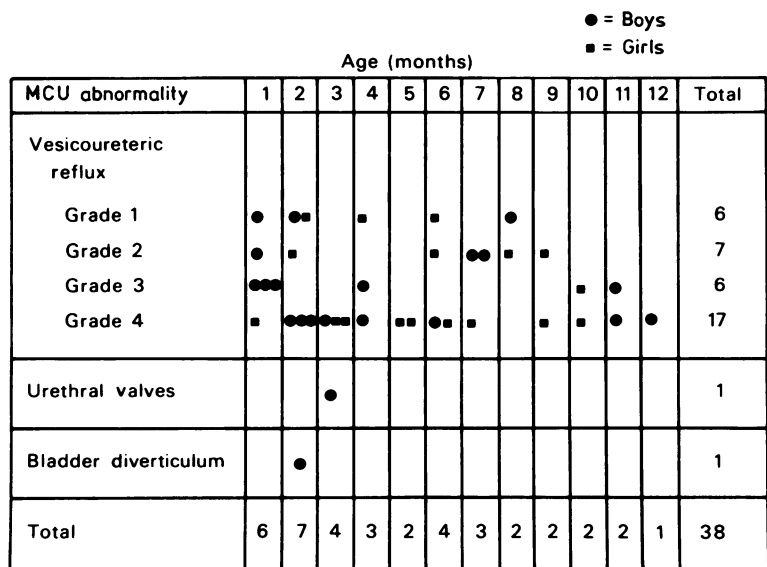 ● = Boys
■ = Girls
Age (months)
MCU abnormality 1 2 3 4 5 6 7 8 9 10 11 12 Total
Vesicoureteric
reflux
Grade 1 6
Grade 2 7
Grade 3 6
Grade 4 17
Urethral valves 1
Bladder diverticulum 1
Total 6 7 4 3 2 4 3 2 2 2 2 1 38